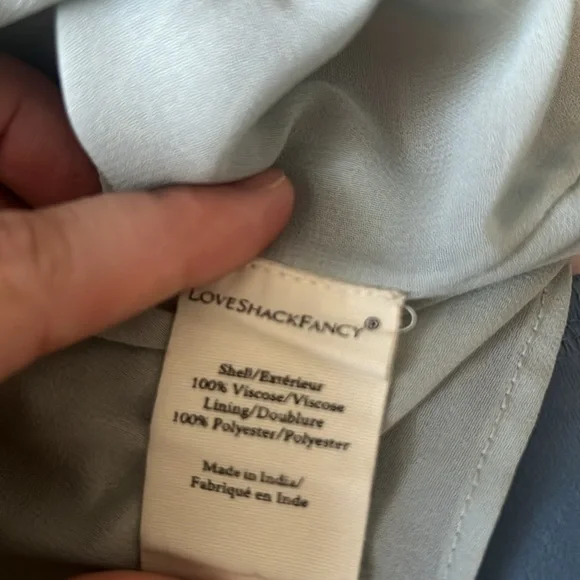 LOVESHACKFANCY®
Shell/Extérieur
100% Viscose/Viscose
Lining/Doublure
100% Polyester/Polyester
Made in India/
Fabriqué en Inde